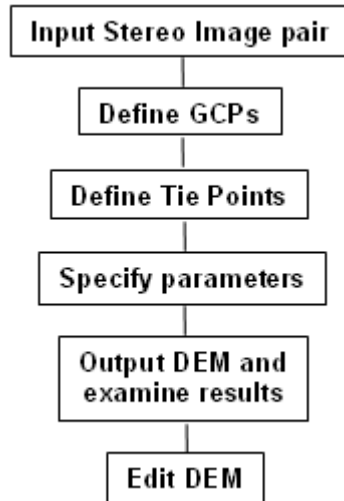 Input Stereo Image pair
Define GCPs
Define Tie Points
Specify parameters
Output DEM and
examine results
Edit DEM